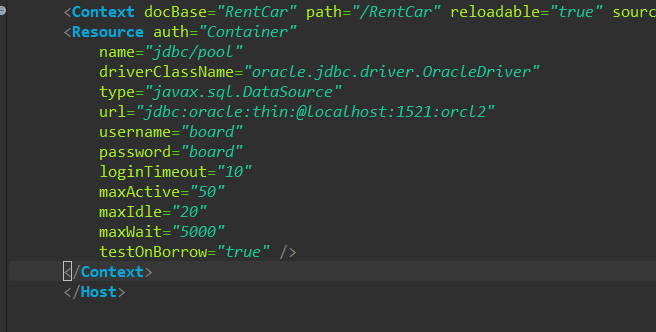 <Context docBase="RentCar" path="/RentCar" reloadable="true" sourc
<Resource auth="Container"
name="jdbc/pool"
driverClassName="oracle.jdbc.driver.OracleDriver"
type="javax.sql.DataSource"
url="jdbc:oracle:thin:@localhost:1521:orcl2"
username="board"
password="board"
loginTimeout="10"
maxActive="50"
maxIdle="20"
maxWait="5000"
testOnBorrow="true" />
</Context>
</Host>